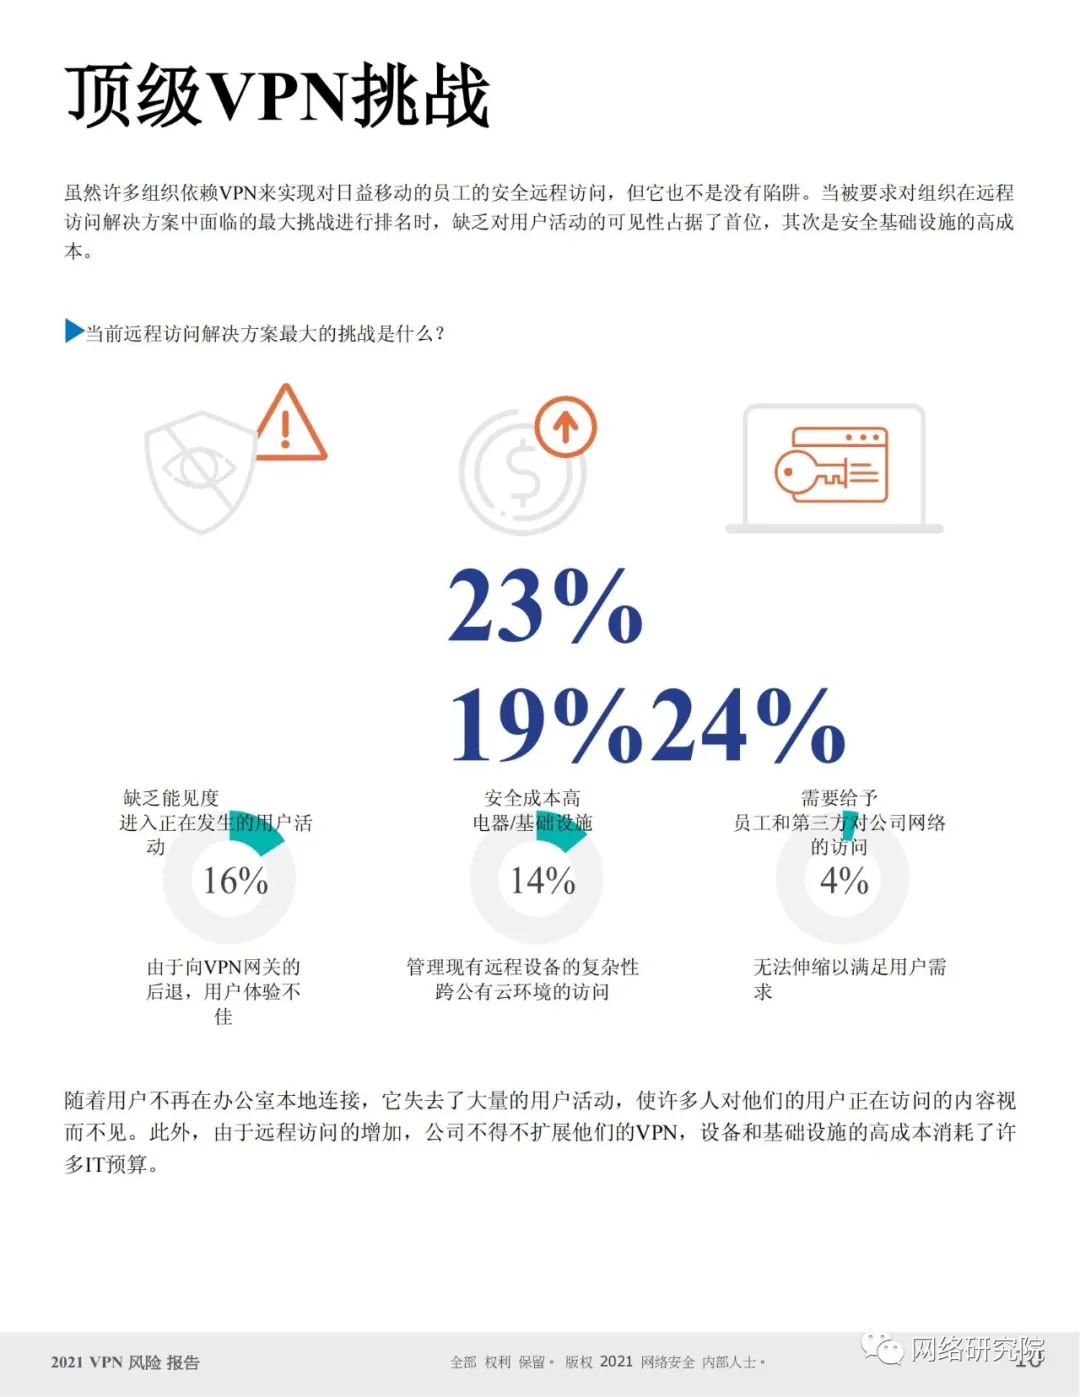 顶级VPN挑战
虽然许多组织依赖VPN来实现对日益移动的员工的安全远程访问，但它也不是没有陷阱。当被要求对组织在远程
访问解决方案中面临的最大挑战进行排名时，缺乏对用户活动的可见性占据了首位，其次是安全基础设施的高成
本。
当前远程访问解决方案最大的挑战是什么？
23%
19%24%
缺乏能见度
进入正在发生的用户活
动
安全成本高
电器/基础设施
需要给予
员工和第三方对公司网络
的访问
16%
14%
4%
由于向VPN网关的
后退，用户体验不
佳
管理现有远程设备的复杂性
跨公有云环境的访问
无法伸缩以满足用户需
求
随着用户不再在办公室本地连接，它失去了大量的用户活动，使许多人对他们的用户正在访问的内容视
而不见。此外，由于远程访问的增加，公司不得不扩展他们的VPN，设备和基础设施的高成本消耗了许
多IT预算。
2021 VPN 风险 报告
全部 权利 保留。 版权 2021 网络安全 内部人士。
网络研究院
10